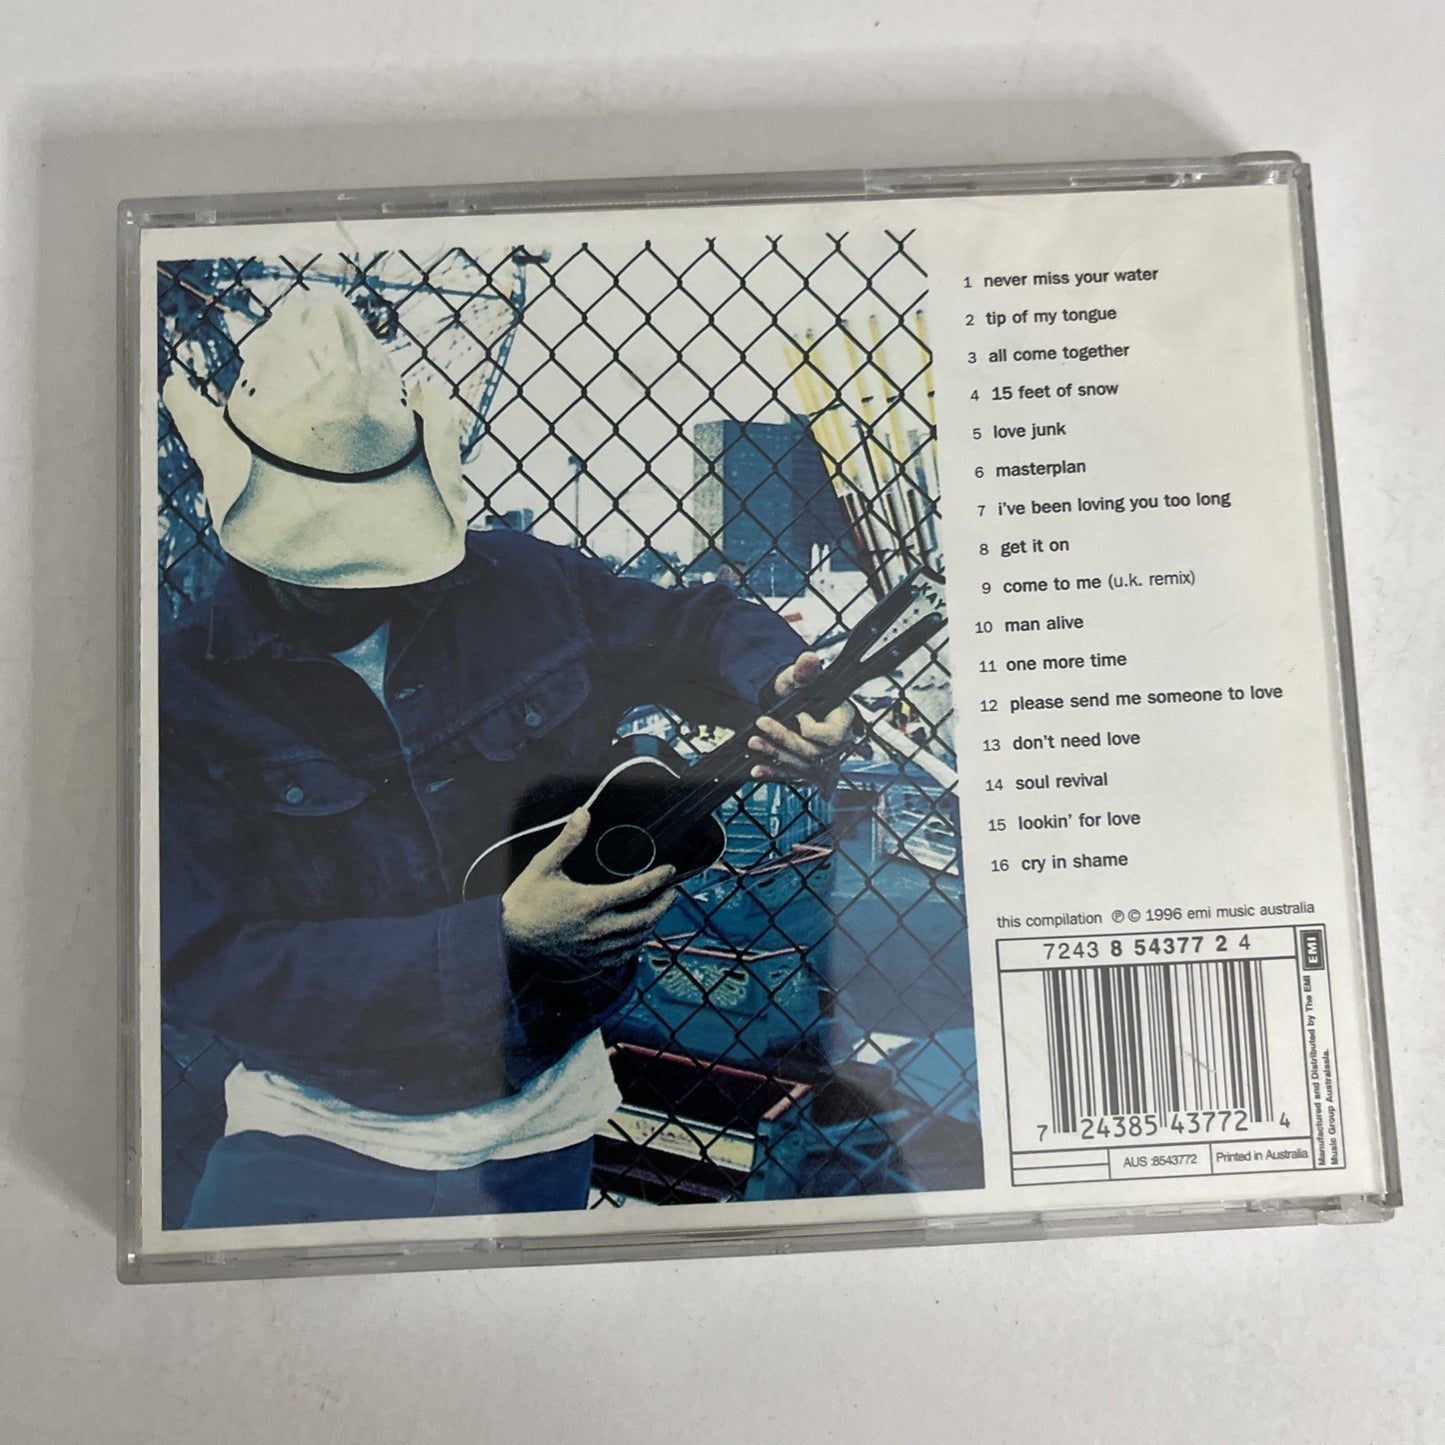 1 never miss your water
2 tip of my tongue
3 all come together
4 15 feet of snow
5 love junk
6 masterplan
7 i've been loving you too long
8 get it on
9 come to me (u.k. remix)
10 man alive
11 one more time
12 please send me someone to love
13 don't need love
14 soul revival
15 lookin' for love
16 cry in shame
this compilation ℗ © 1996 emi music australia
7243 8 54377 2 4
EMI
Manufactured and Distributed by The EMI
Music Group Australasia.
7 24385 43772 4
AUS :8543772
Printed in Australia
KAY